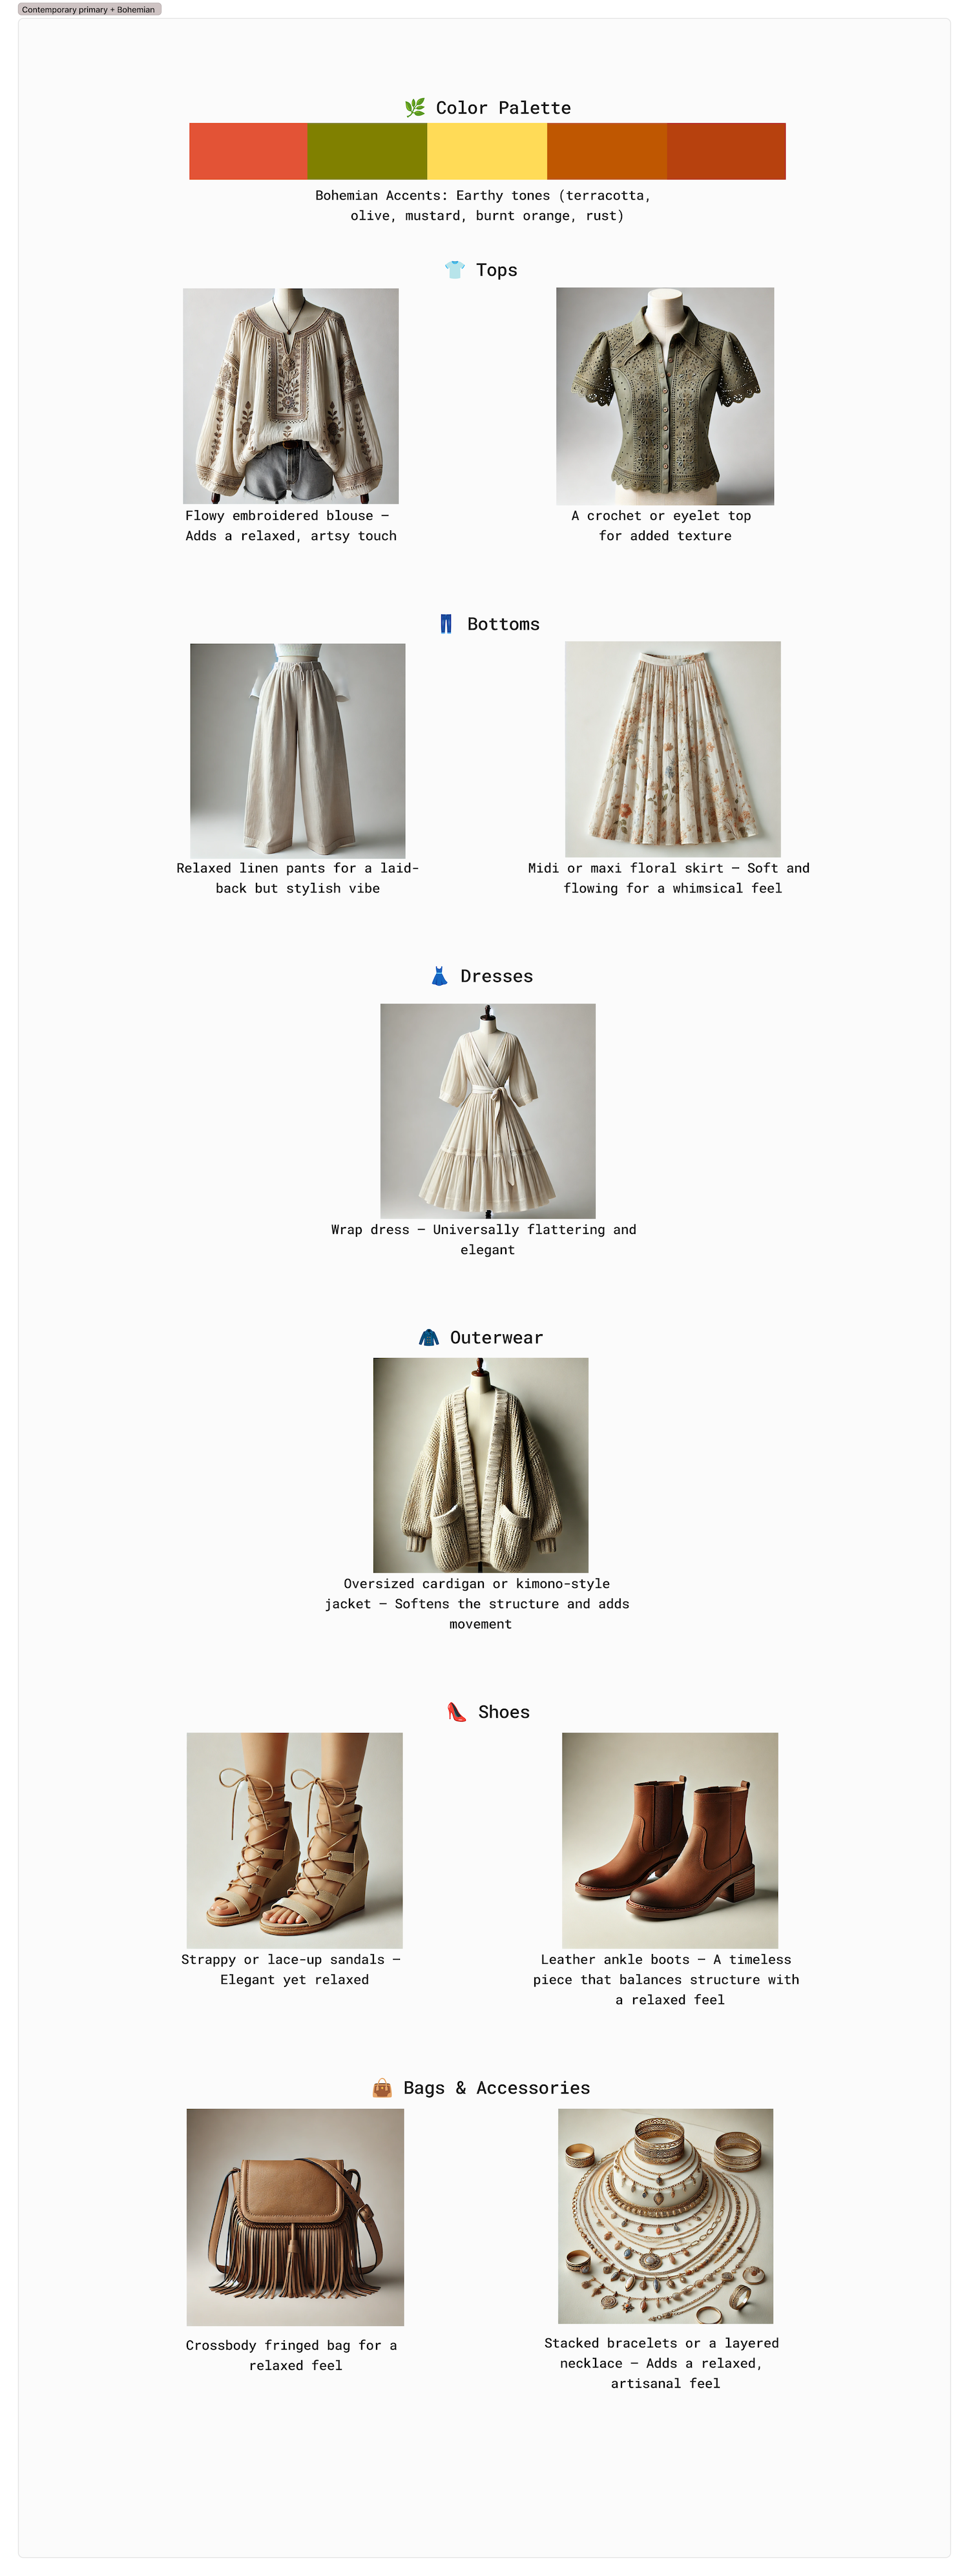 Contemporary primary + Bohemian
🌿 Color Palette
Bohemian Accents: Earthy tones (terracotta,
olive, mustard, burnt orange, rust)
👕 Tops
Flowy embroidered blouse –
Adds a relaxed, artsy touch
A crochet or eyelet top
for added texture
👖 Bottoms
Relaxed linen pants for a laid-
back but stylish vibe
Midi or maxi floral skirt – Soft and
flowing for a whimsical feel
👗 Dresses
Wrap dress – Universally flattering and
elegant
🧥 Outerwear
Oversized cardigan or kimono-style
jacket – Softens the structure and adds
movement
👠 Shoes
Strappy or lace-up sandals –
Elegant yet relaxed
Leather ankle boots – A timeless
piece that balances structure with
a relaxed feel
👜 Bags & Accessories
Crossbody fringed bag for a
relaxed feel
Stacked bracelets or a layered
necklace – Adds a relaxed,
artisanal feel